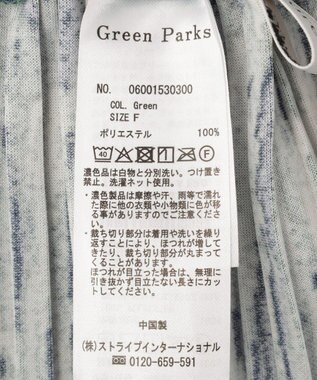 Green Parks
NO. 06001530300
COL. Green
SIZE F
ポリエステル 100%
40 F
濃色品は白物と分別洗い。つけ置き
禁止。洗濯ネット使用。
・濃色品は摩擦や汗、雨等で濡れ
た際に他の衣類や小物類に色が移
る事がありますのでご注意下さ
い。
・裁ち切り部分は着用や洗いを繰り
返すことにより、ほつれが増して
きたり、裁ち切り部分が丸まって
くることがあります。
ほつれが目立った場合は、無理に
引き抜かず目立たない長さにカッ
トしてください。
中国製
(株)ストライプインターナショナル
0120-659-591